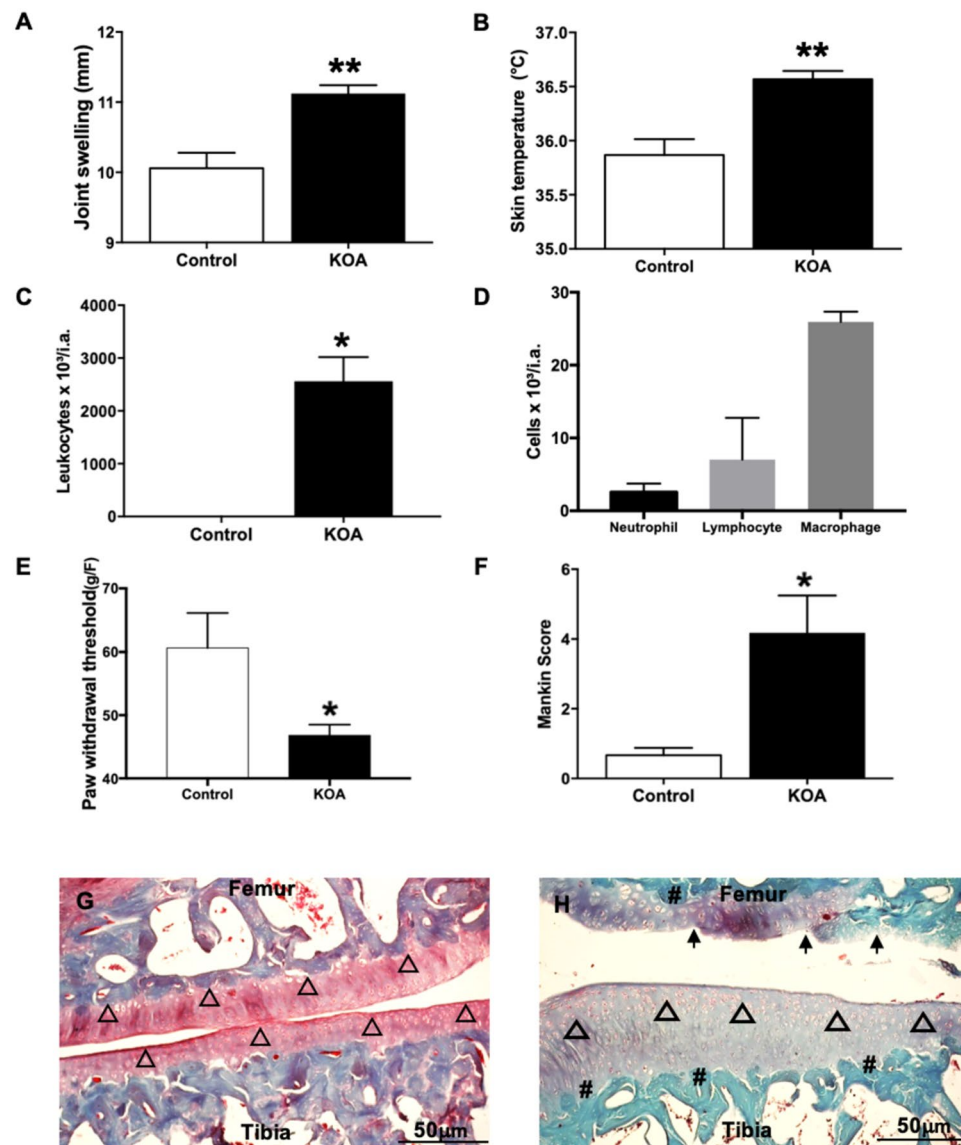 A
Joint swelling (mm)
12
11
10
9
**
Control
KOA
B
Skin temperature (°C)
37.0
36.5
36.0
35.5
35.0
**
Control
KOA
C
Leukocytes x 10³/i.a.
4000
3000
2000
1000
0
*
Control
KOA
D
Cells x 10³/i.a.
30
20
10
0
Neutrophil
Lymphocyte
Macrophage
E
Paw withdrawal threshold(g/F)
70
60
50
40
*
Control
KOA
F
Mankin Score
6
4
2
0
*
Control
KOA
G
Femur
Tibia
50µm
H
#
Femur
#
#
#
Tibia
50µm